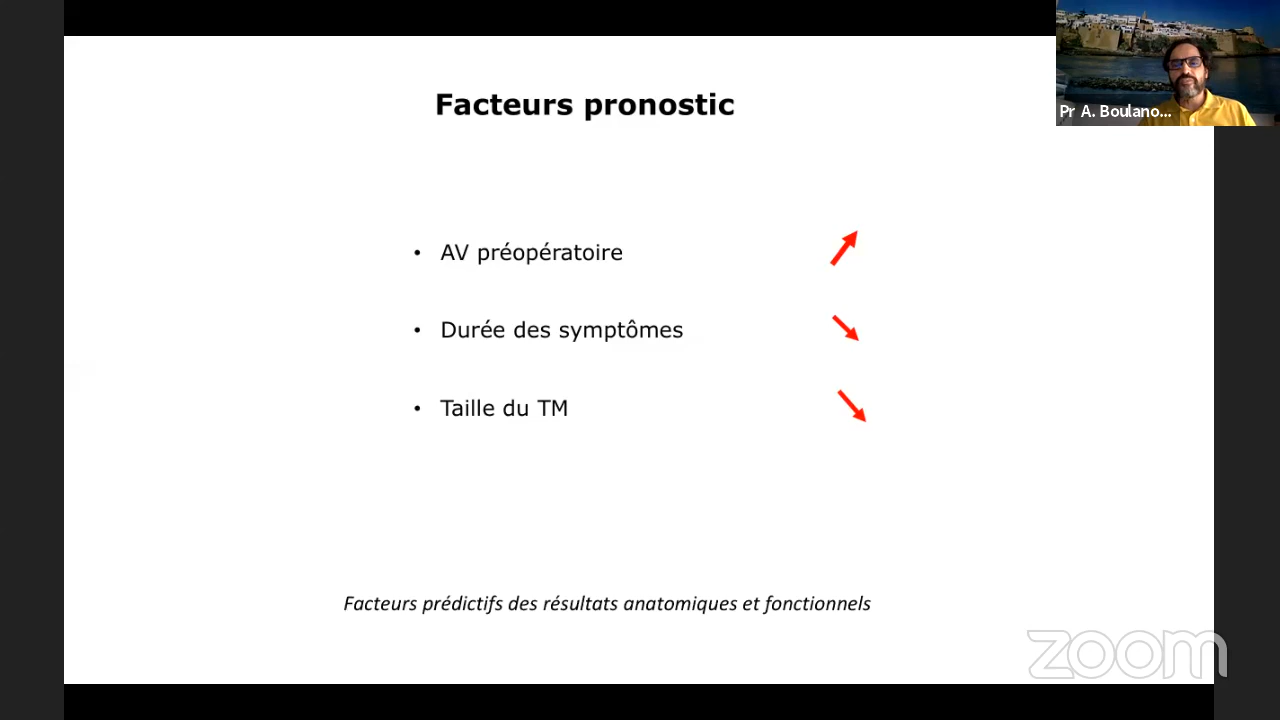 Facteurs pronostic
Pr A. Boulano...
• AV préopératoire
• Durée des symptômes
• Taille du TM
Facteurs prédictifs des résultats anatomiques et fonctionnels
zoom